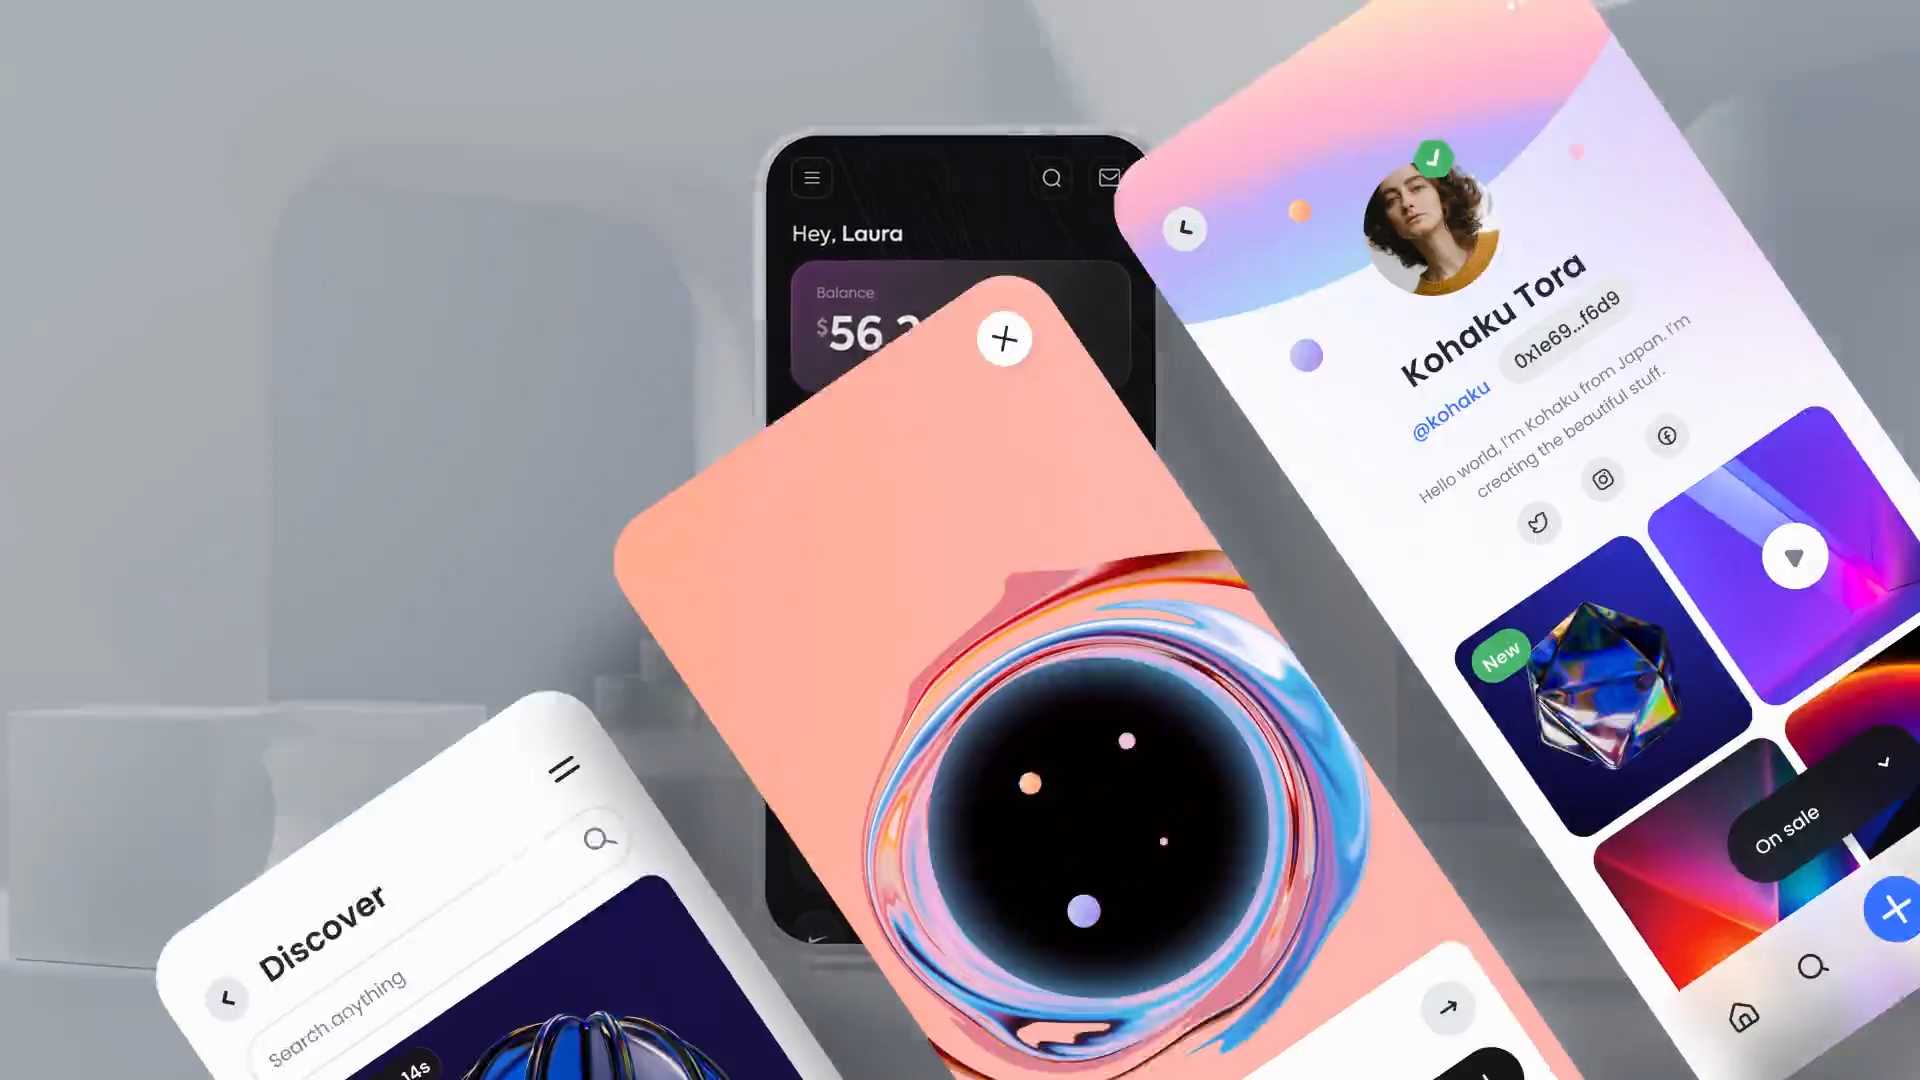 Hey, Laura
Balance
$56,2
Kohaku Tora
@kohaku
0x1e69...f6d9
Hello world, I'm Kohaku from Japan. I'm
creating the beautiful stuff.
New
On sale
Discover
Search anything
14s